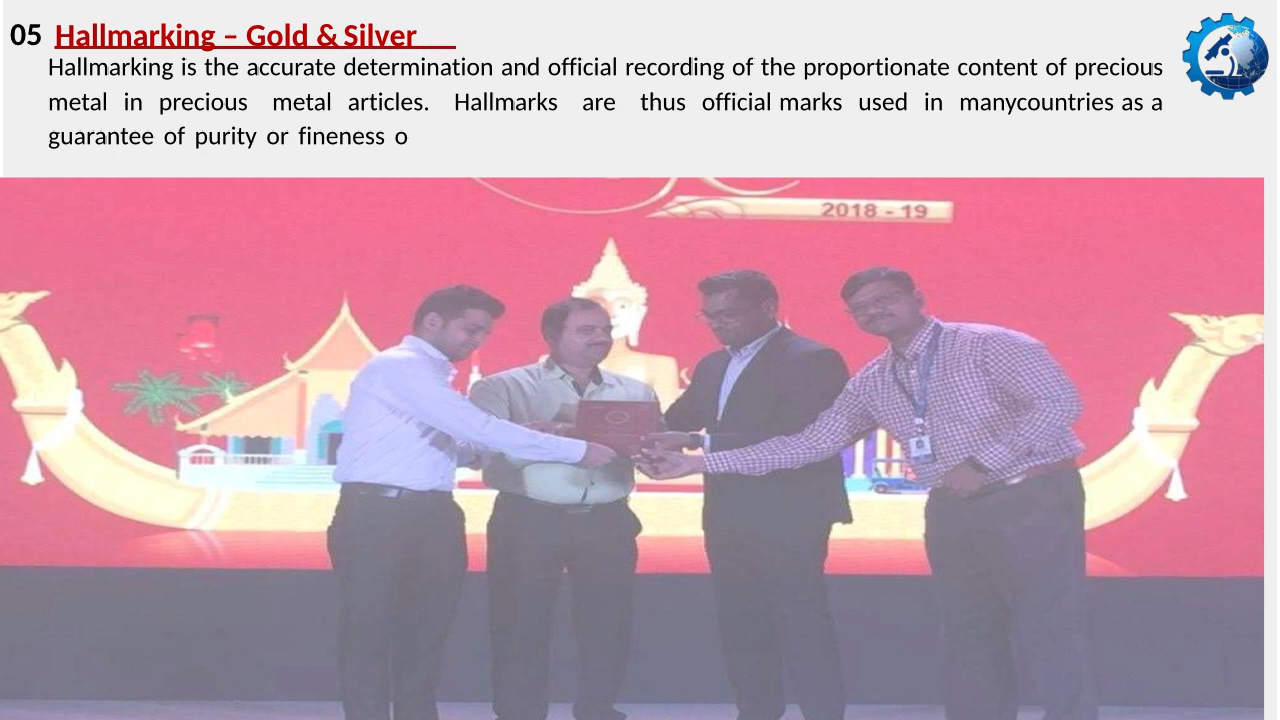 05 Hallmarking – Gold & Silver
Hallmarking is the accurate determination and official recording of the proportionate content of precious
metal in precious metal articles. Hallmarks are thus official marks used in manycountries as a
guarantee of purity or fineness o
2018 - 19